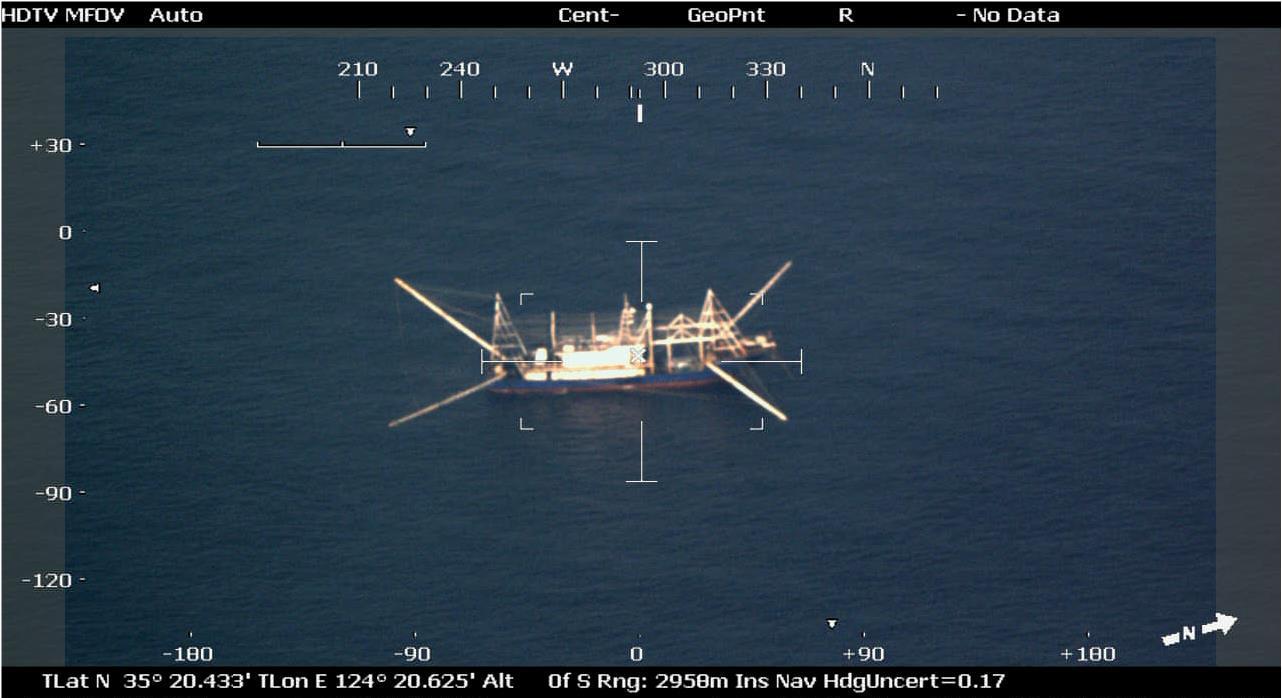 HDTV MFOV Auto Cent- GeoPnt R - No Data
210 240 W 300 330 N
+30
0
-30
-60
-90
-120
N
-180 -90 0 +90 +180
TLat N 35° 20.433' TLon E 124° 20.625' Alt 0f S Rng: 2958m Ins Nav HdgUncert=0.17